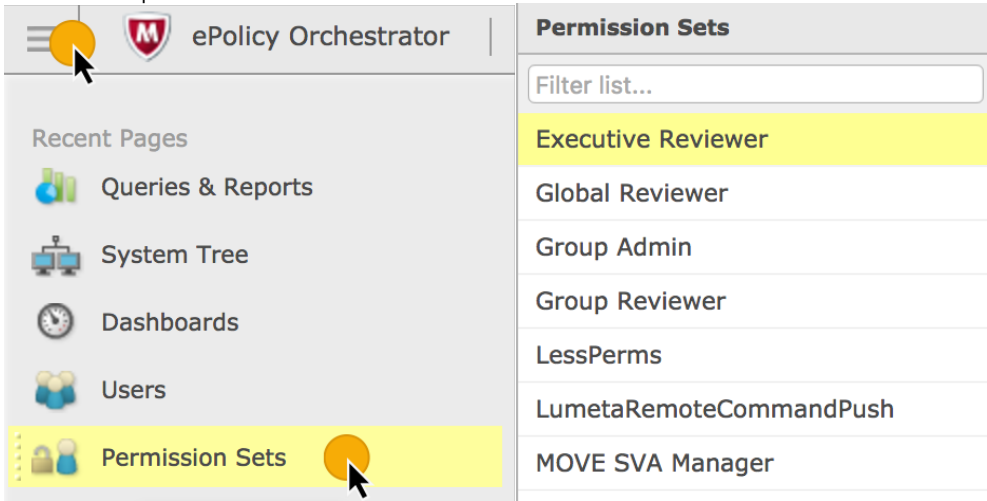 ePolicy Orchestrator
Recent Pages
Queries & Reports
System Tree
Dashboards
Users
Permission Sets
Permission Sets
Filter list...
Executive Reviewer
Global Reviewer
Group Admin
Group Reviewer
LessPerms
LumetaRemoteCommandPush
MOVE SVA Manager